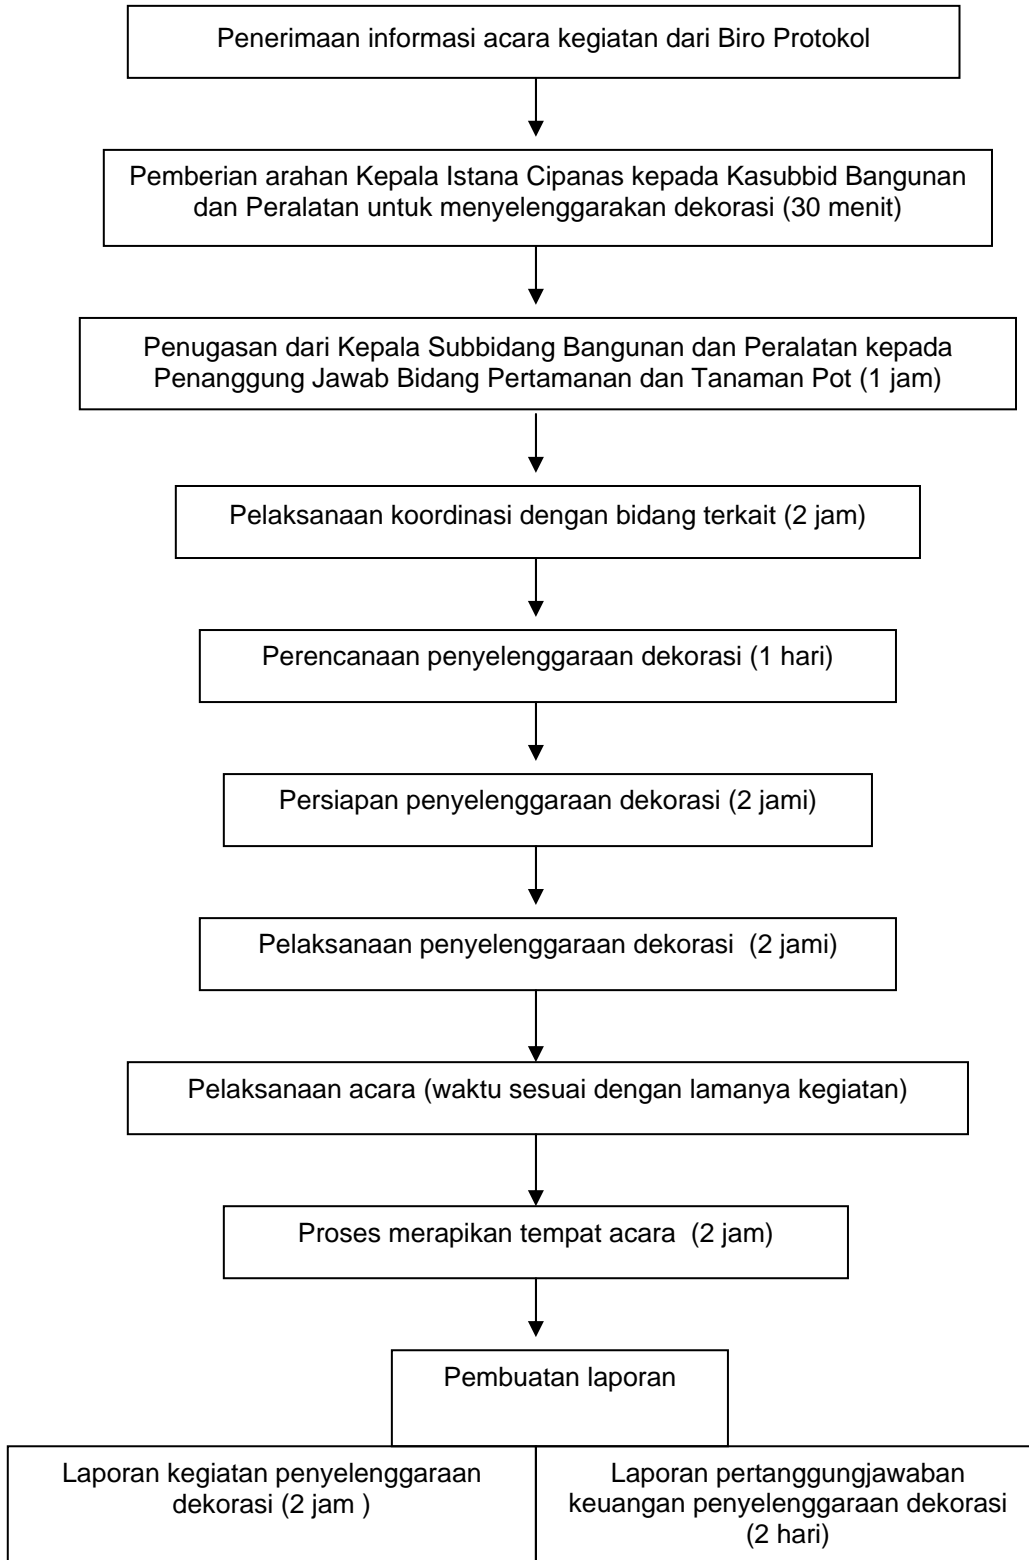 Penerimaan informasi acara kegiatan dari Biro Protokol
Pemberian arahan Kepala Istana Cipanas kepada Kasubbid Bangunan
dan Peralatan untuk menyelenggarakan dekorasi (30 menit)
Penugasan dari Kepala Subbidang Bangunan dan Peralatan kepada
Penanggung Jawab Bidang Pertamanan dan Tanaman Pot (1 jam)
Pelaksanaan koordinasi dengan bidang terkait (2 jam)
Perencanaan penyelenggaraan dekorasi (1 hari)
Persiapan penyelenggaraan dekorasi (2 jami)
Pelaksanaan penyelenggaraan dekorasi  (2 jami)
Pelaksanaan acara (waktu sesuai dengan lamanya kegiatan)
Proses merapikan tempat acara  (2 jam)
Pembuatan laporan
Laporan kegiatan penyelenggaraan
dekorasi (2 jam )
Laporan pertanggungjawaban
keuangan penyelenggaraan dekorasi
(2 hari)